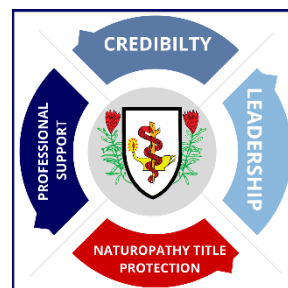 CREDIBILTY
LEADERSHIP
NATUROPATHY TITLE
PROTECTION
PROFESSIONAL
SUPPORT